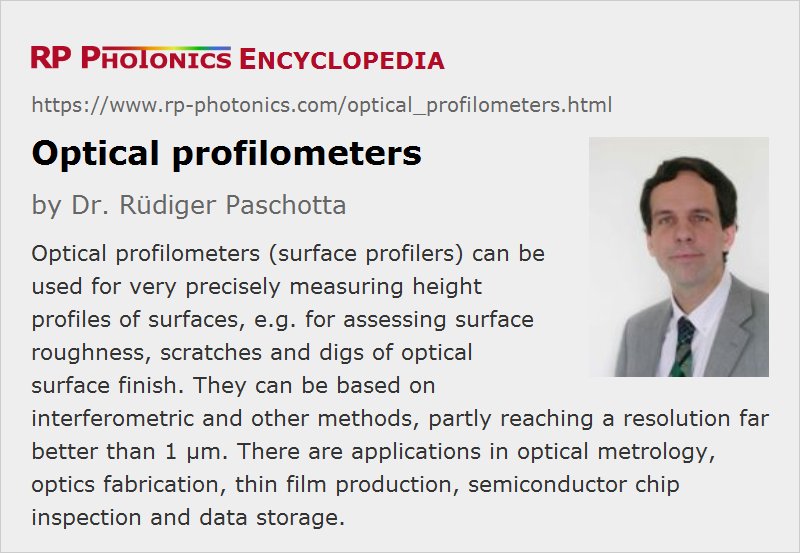 RP PHOTONICS ENCYCLOPEDIA
https://www.rp-photonics.com/optical_profilometers.html
Optical profilometers
by Dr. Rüdiger Paschotta
Optical profilometers (surface profilers) can be
used for very precisely measuring height
profiles of surfaces, e.g. for assessing surface
roughness, scratches and digs of optical
surface finish. They can be based on
interferometric and other methods, partly reaching a resolution far
better than 1 μm. There are applications in optical metrology,
optics fabrication, thin film production, semiconductor chip
inspection and data storage.